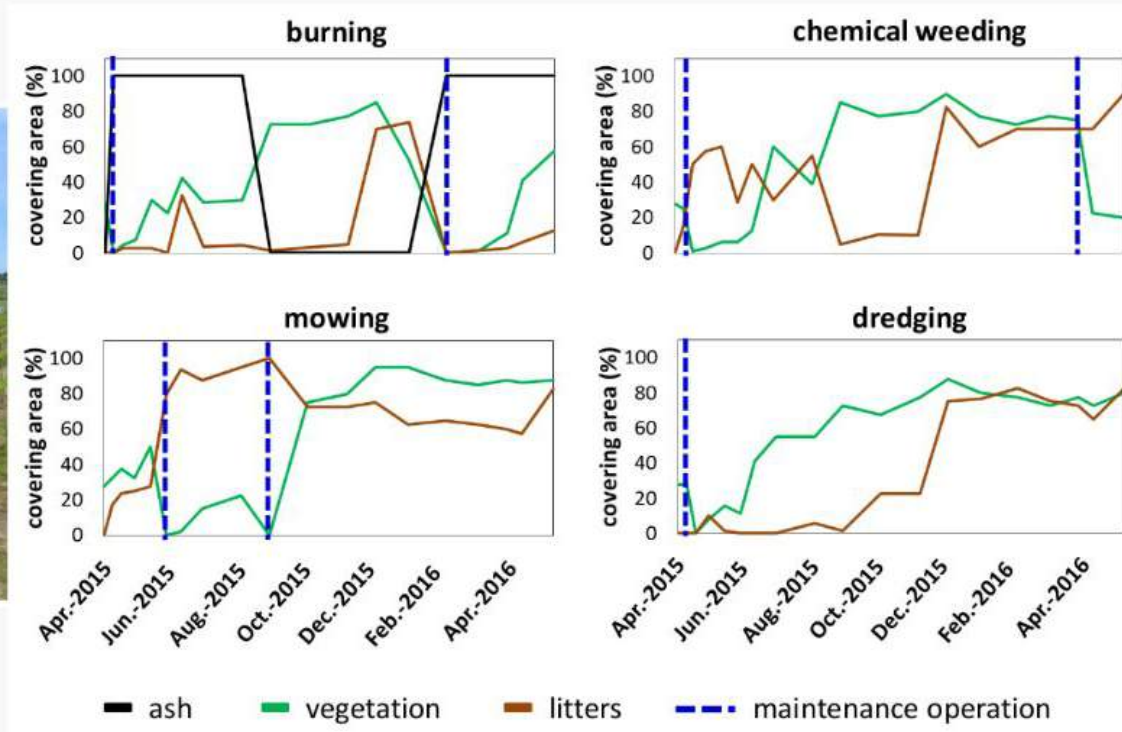 burning
covering area (%)
100
80
60
40
20
0
chemical weeding
covering area (%)
100
80
60
40
20
0
mowing
covering area (%)
100
80
60
40
20
0
Apr.-2015
Jun.-2015
Aug.-2015
Oct.-2015
Dec.-2015
Feb.-2016
Apr.-2016
dredging
covering area (%)
100
80
60
40
20
0
Apr.-2015
Jun.-2015
Aug.-2015
Oct.-2015
Dec.-2015
Feb.-2016
Apr.-2016
ash vegetation litters maintenance operation